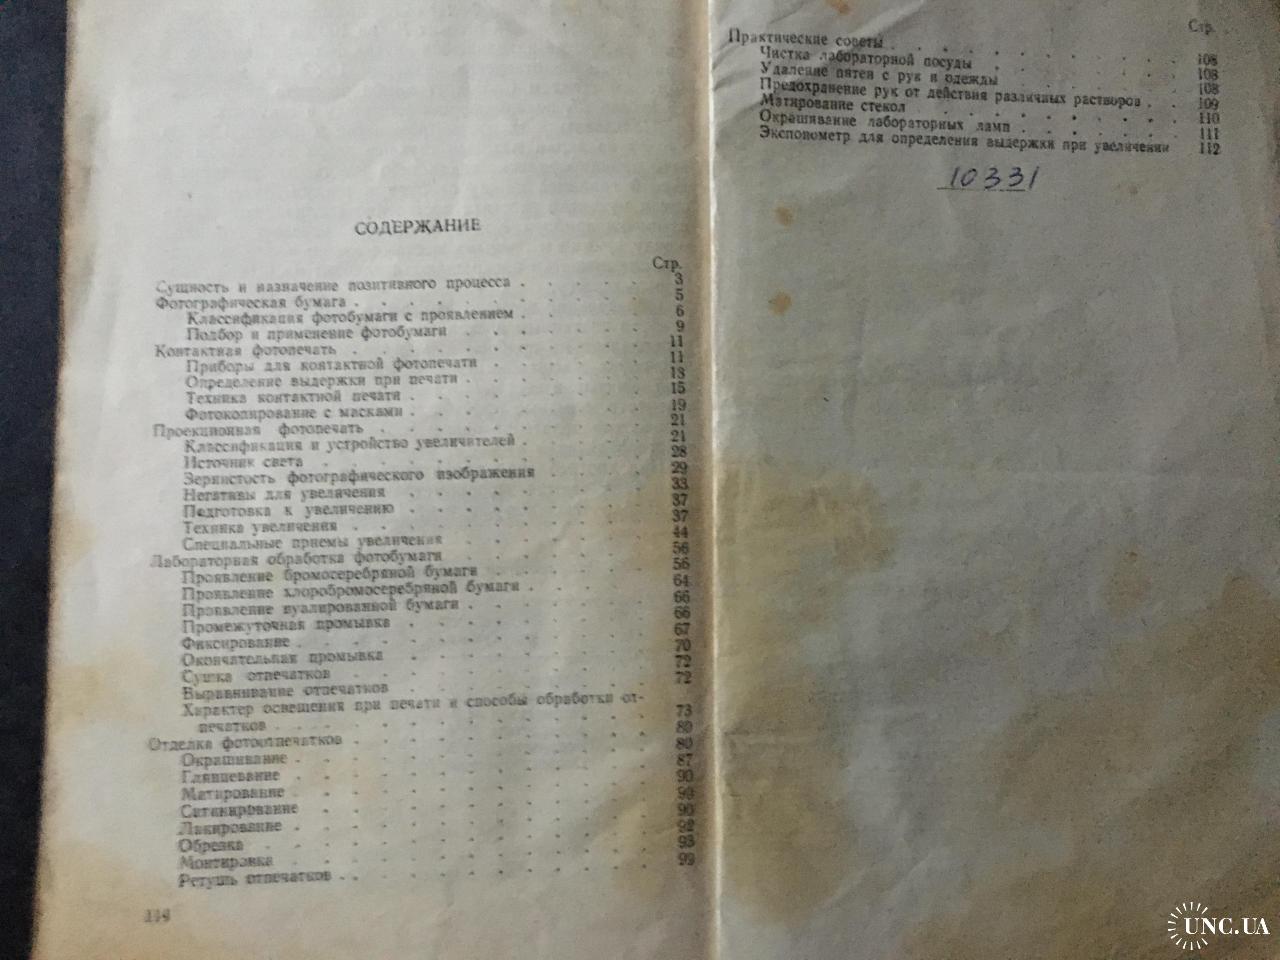 СОДЕРЖАНИЕ
Стр.
Сущность и назначение позитивного процесса . . . . . 3
Фотографическая бумага . . . . . . . . . . 5
Классификация фотобумаги с проявлением . . . . . 6
Подбор и применение фотобумаги . . . . . . . 9
Контактная фотопечать . . . . . . . . . . 11
Приборы для контактной фотопечати . . . . . . 11
Определение выдержки при печати . . . . . . . 13
Техника контактной печати . . . . . . . . . 15
Фотокопирование с масками . . . . . . . . . 19
Проекционная фотопечать . . . . . . . . . . 21
Классификация и устройство увеличителей . . . . . 21
Источник света . . . . . . . . . . . . 28
Зернистость фотографического изображения . . . . 29
Негативы для увеличения . . . . . . . . . 33
Подготовка к увеличению . . . . . . . . . 37
Техника увеличения . . . . . . . . . . . 37
Специальные приемы увеличения . . . . . . . 44
Лабораторная обработка фотобумаги . . . . . . . 56
Проявление бромосеребряной бумаги . . . . . . 56
Проявление хлоробромосеребряной бумаги . . . . . 64
Проявление вуалированной бумаги . . . . . . . 66
Промежуточная промывка . . . . . . . . . 66
Фиксирование . . . . . . . . . . . . 67
Окончательная промывка . . . . . . . . . 70
Сушка отпечатков . . . . . . . . . . . 72
Выравнивание отпечатков . . . . . . . . . 72
Характер освещения при печати и способы обработки от-
печатков . . . . . . . . . . . . . 73
Отделка фотоотпечатков . . . . . . . . . . 80
Окрашивание . . . . . . . . . . . . 80
Глянцевание . . . . . . . . . . . . 87
Матирование . . . . . . . . . . . . 90
Сатинирование . . . . . . . . . . . . 90
Лакирование . . . . . . . . . . . . 90
Обрезка . . . . . . . . . . . . . 92
Монтировка . . . . . . . . . . . . 93
Ретушь отпечатков . . . . . . . . . . . 99
Стр.
Практические советы . . . . . . . . . . 108
Чистка лабораторной посуды . . . . . . . . 108
Удаление пятен с рук и одежды . . . . . . . 108
Предохранение рук от действия различных растворов . . 109
Матирование стекол . . . . . . . . . . 110
Окрашивание лабораторных ламп . . . . . . . 111
Экспонометр для определения выдержки при увеличении 112
10331
UNC.UA